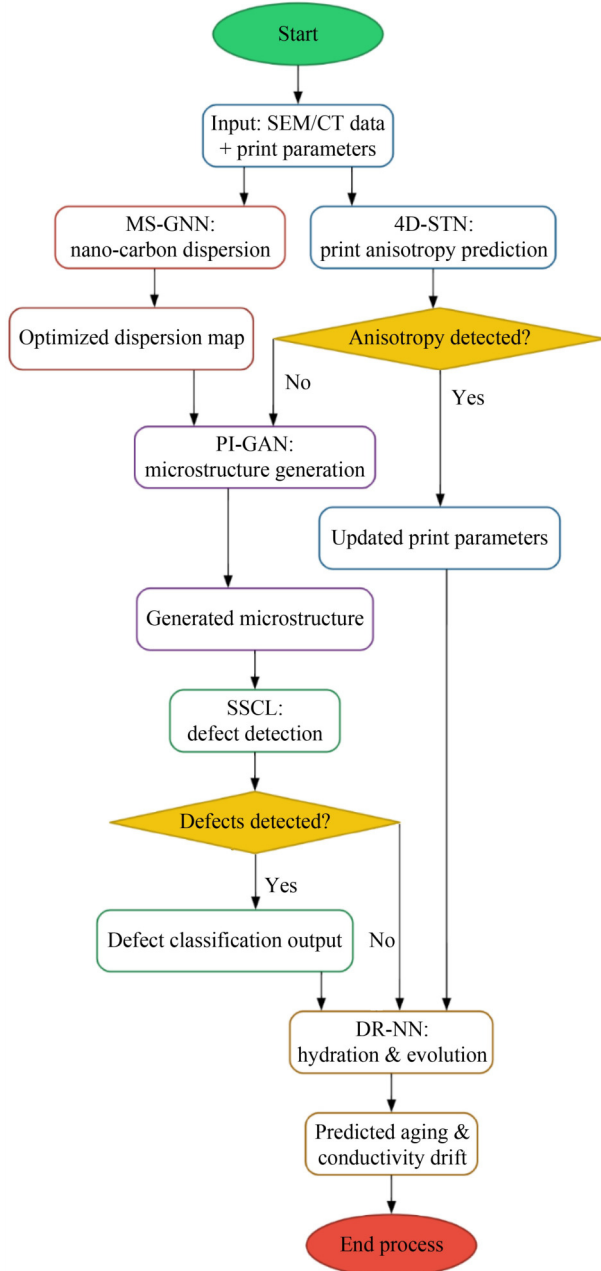 Start
Input: SEM/CT data
+ print parameters
MS-GNN:
nano-carbon dispersion
4D-STN:
print anisotropy prediction
Optimized dispersion map
Anisotropy detected?
No
Yes
PI-GAN:
microstructure generation
Updated print parameters
Generated microstructure
SSCL:
defect detection
Defects detected?
Yes
No
Defect classification output
DR-NN:
hydration & evolution
Predicted aging &
conductivity drift
End process